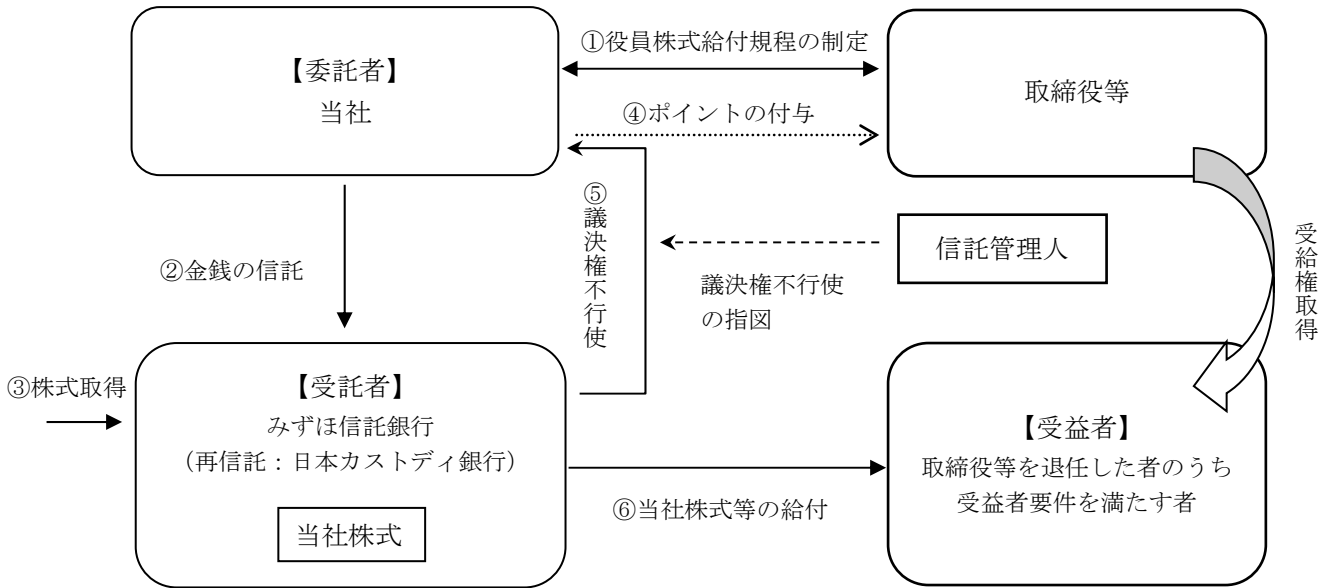 ①役員株式給付規程の制定
【委託者】
当社
取締役等
④ポイントの付与
⑤議決権不行使
信託管理人
受給権取得
②金銭の信託
議決権不行使
の指図
③株式取得
【受託者】
みずほ信託銀行
（再信託：日本カストディ銀行）
当社株式
【受益者】
取締役等を退任した者のうち
受益者要件を満たす者
⑥当社株式等の給付